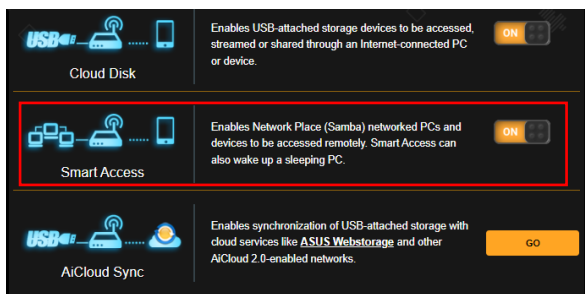 USB
Cloud Disk
Enables USB-attached storage devices to be accessed,
streamed or shared through an Internet-connected PC
or device.
ON
Smart Access
Enables Network Place (Samba) networked PCs and
devices to be accessed remotely. Smart Access can
also wake up a sleeping PC.
ON
USB
AiCloud Sync
Enables synchronization of USB-attached storage with
cloud services like ASUS Webstorage and other
AiCloud 2.0-enabled networks.
GO